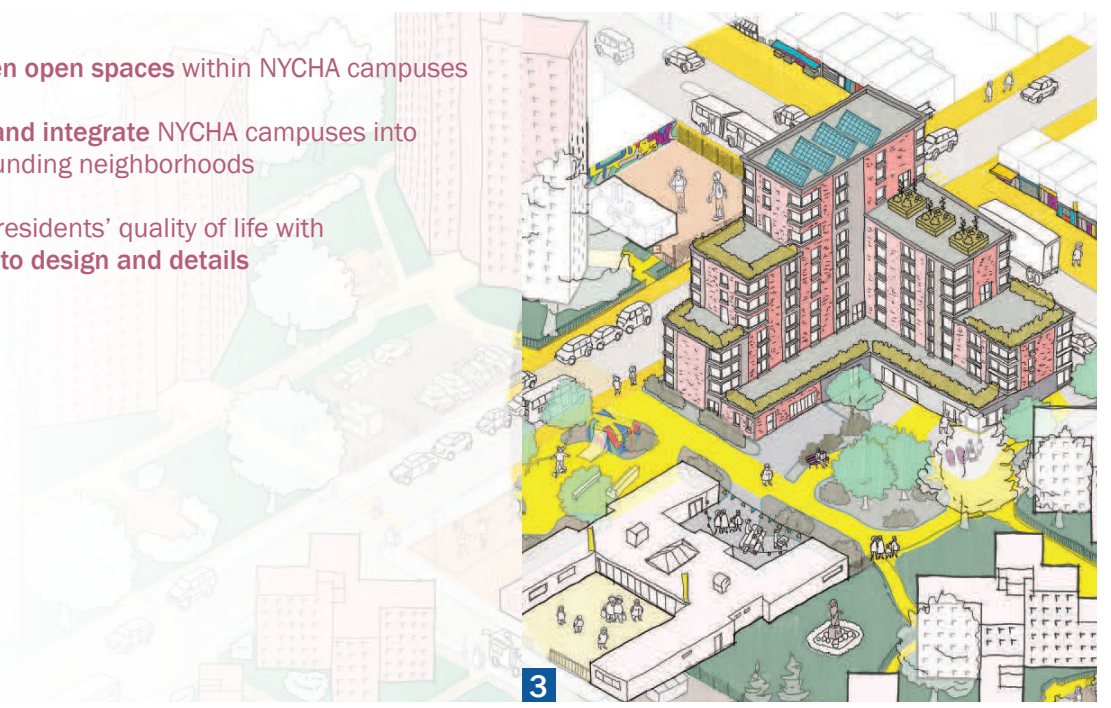 en open spaces within NYCHA campuses
and integrate NYCHA campuses into
unding neighborhoods
residents’ quality of life with
to design and details
3